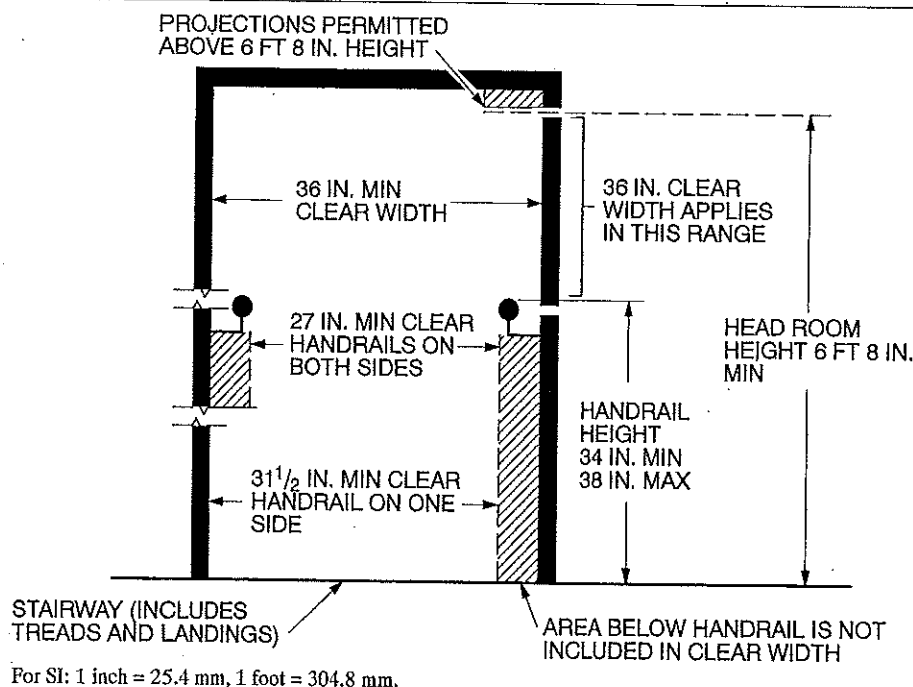 PROJECTIONS PERMITTED
ABOVE 6 FT 8 IN. HEIGHT
36 IN. MIN
CLEAR WIDTH
36 IN. CLEAR
WIDTH APPLIES
IN THIS RANGE
27 IN. MIN CLEAR
HANDRAILS ON
BOTH SIDES
HEAD ROOM
HEIGHT 6 FT 8 IN.
MIN
HANDRAIL
HEIGHT
34 IN. MIN
38 IN. MAX
31 1/2 IN. MIN CLEAR
HANDRAIL ON ONE
SIDE
STAIRWAY (INCLUDES
TREADS AND LANDINGS)
AREA BELOW HANDRAIL IS NOT
INCLUDED IN CLEAR WIDTH
For SI: 1 inch = 25.4 mm, 1 foot = 304.8 mm.